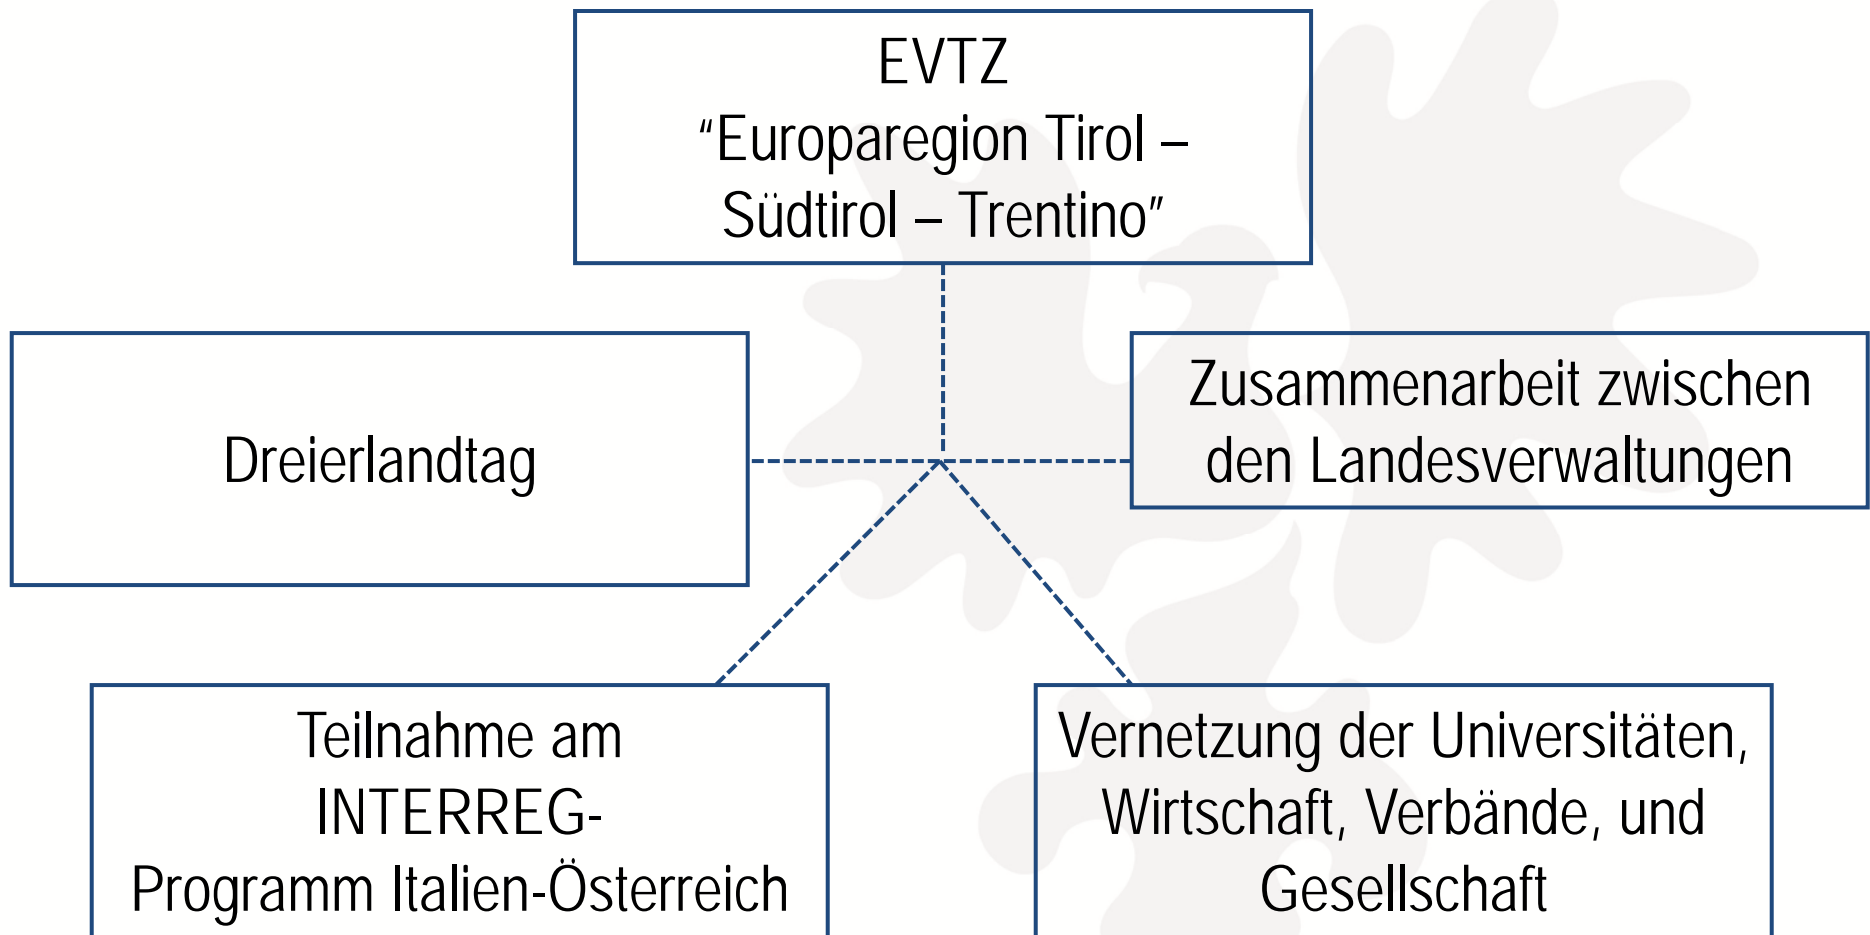 EVTZ
“Europaregion Tirol –
Südtirol – Trentino”
Dreierlandtag
Zusammenarbeit zwischen
den Landesverwaltungen
Teilnahme am
INTERREG-
Programm Italien-Österreich
Vernetzung der Universitäten,
Wirtschaft, Verbände, und
Gesellschaft